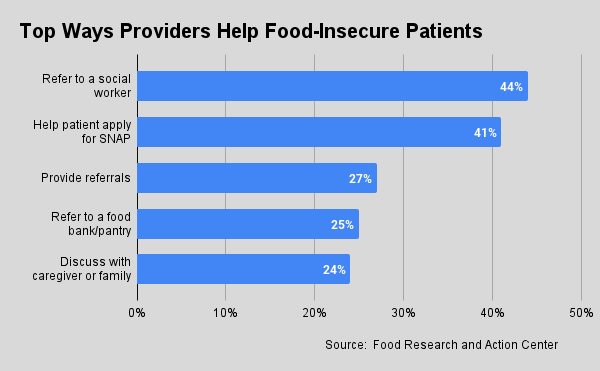 Top Ways Providers Help Food-Insecure Patients
Refer to a social
worker
44%
Help patient apply
for SNAP
41%
Provide referrals
27%
Refer to a food
bank/pantry
25%
Discuss with
caregiver or family
24%
0% 10% 20% 30% 40% 50%
Source: Food Research and Action Center